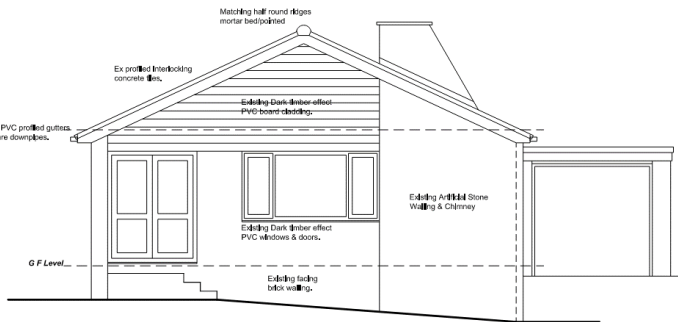 Matching half round ridges
mortar bed/pointed
Ex profiled interlocking
concrete tiles.
Existing Dark timber effect
PVC board cladding.
PVC profiled gutters
downpipes.
Existing Artificial Stone
Walling & Chimney
Existing Dark timber effect
PVC windows & doors.
G F Level
Existing facing
brick walling.